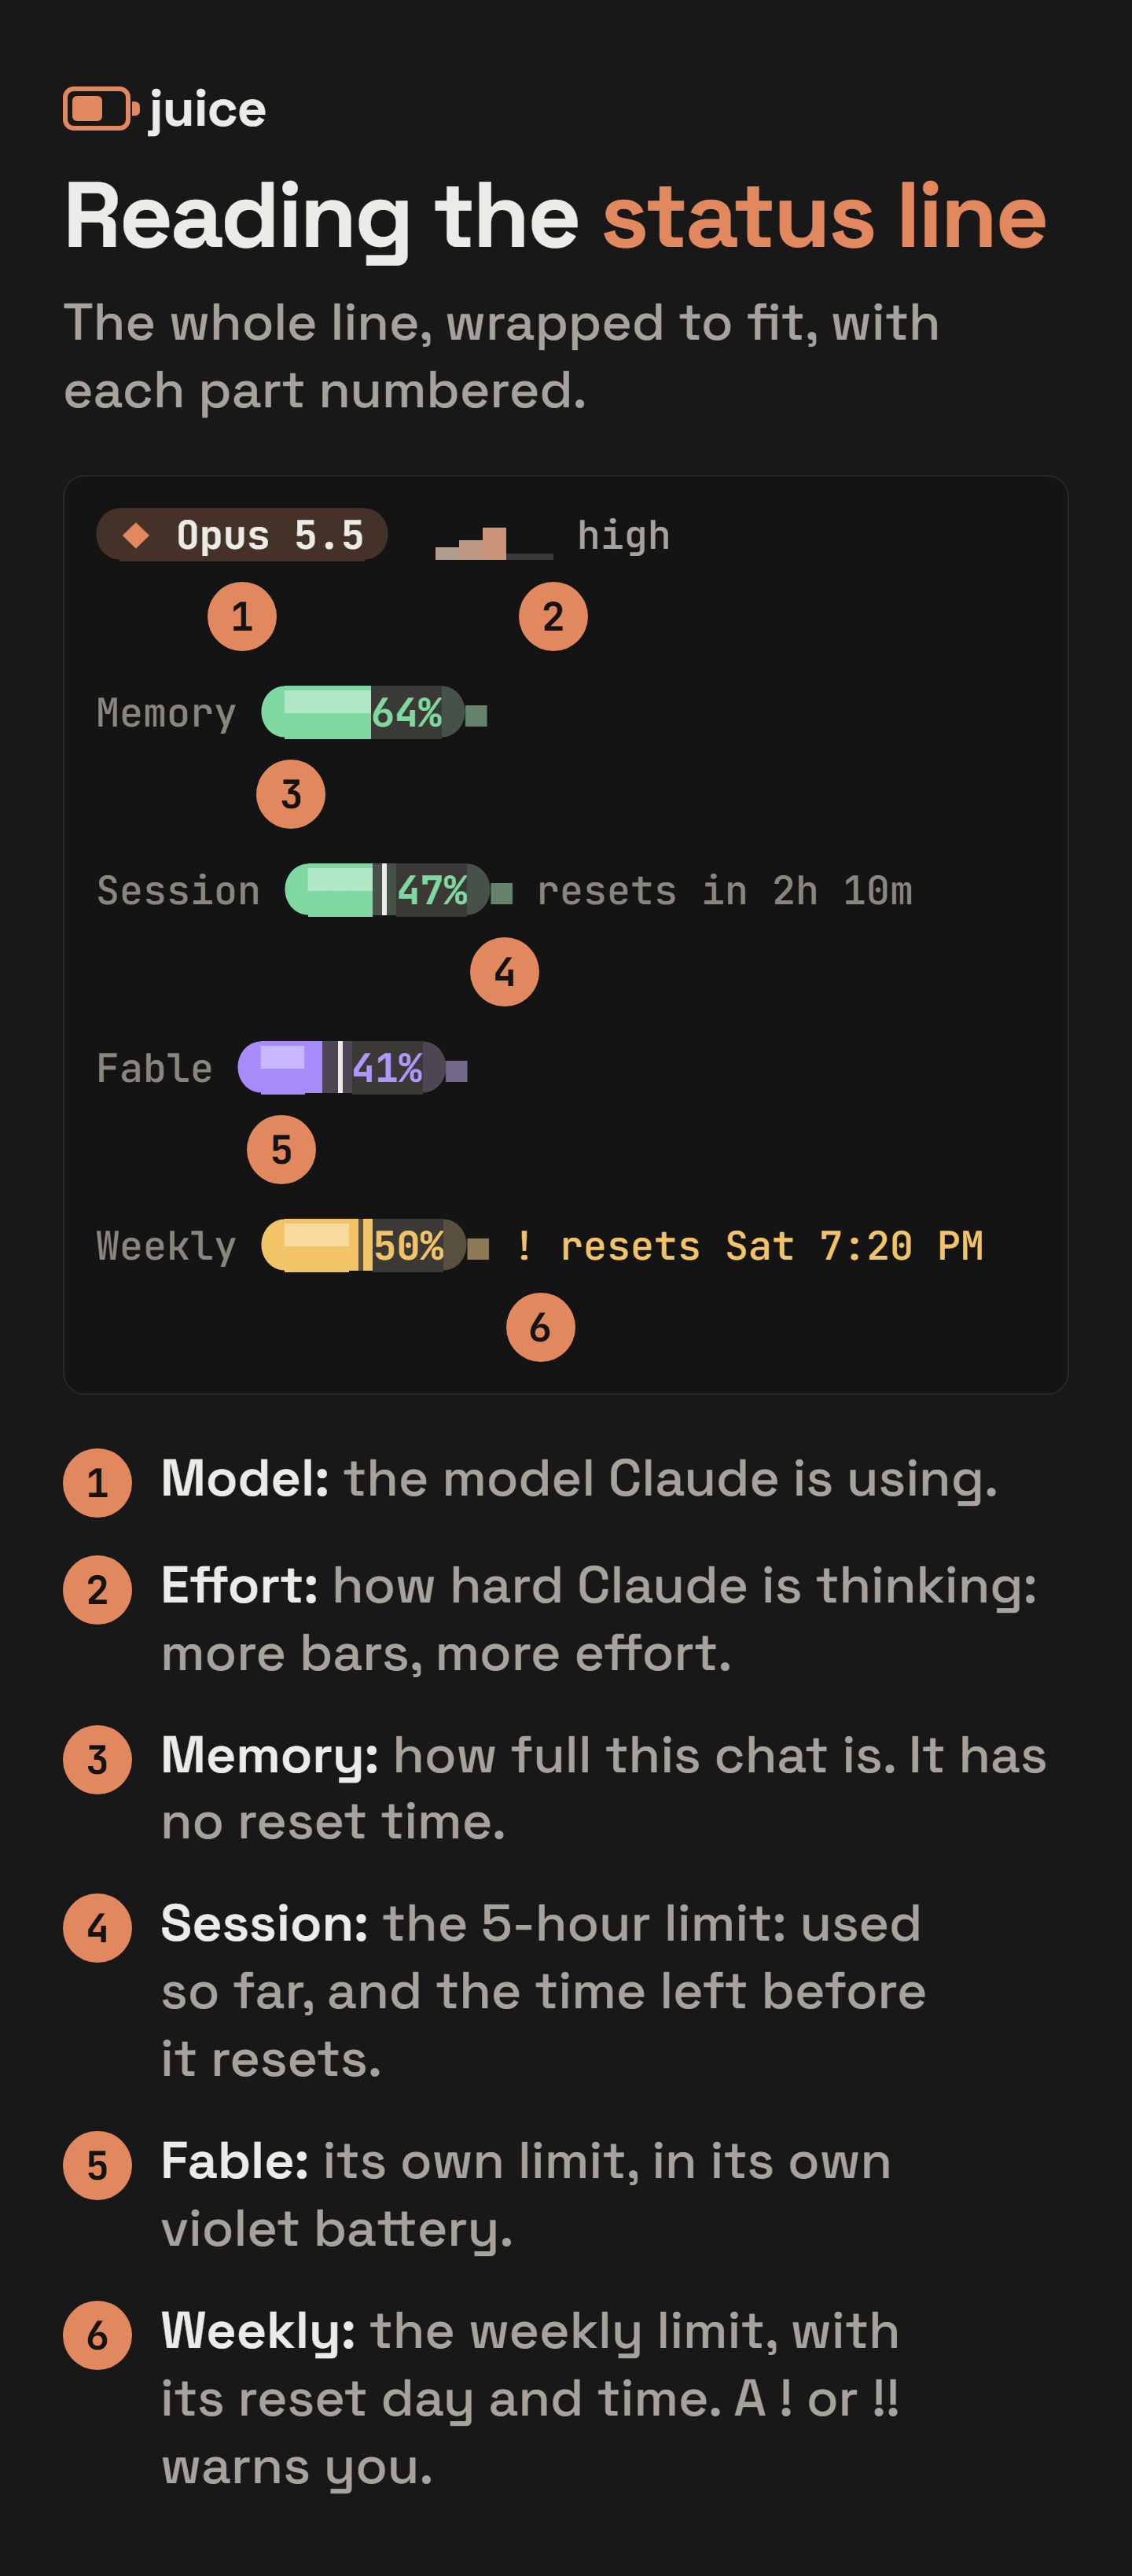 juice
Reading the status line
The whole line, wrapped to fit, with
each part numbered.
◆ Opus 5.5 high
1 2
Memory 64%
3
Session 47% resets in 2h 10m
4
Fable 41%
5
Weekly 50% ! resets Sat 7:20 PM
6
1 Model: the model Claude is using.
2 Effort: how hard Claude is thinking:
more bars, more effort.
3 Memory: how full this chat is. It has
no reset time.
4 Session: the 5-hour limit: used
so far, and the time left before
it resets.
5 Fable: its own limit, in its own
violet battery.
6 Weekly: the weekly limit, with
its reset day and time. A ! or !!
warns you.